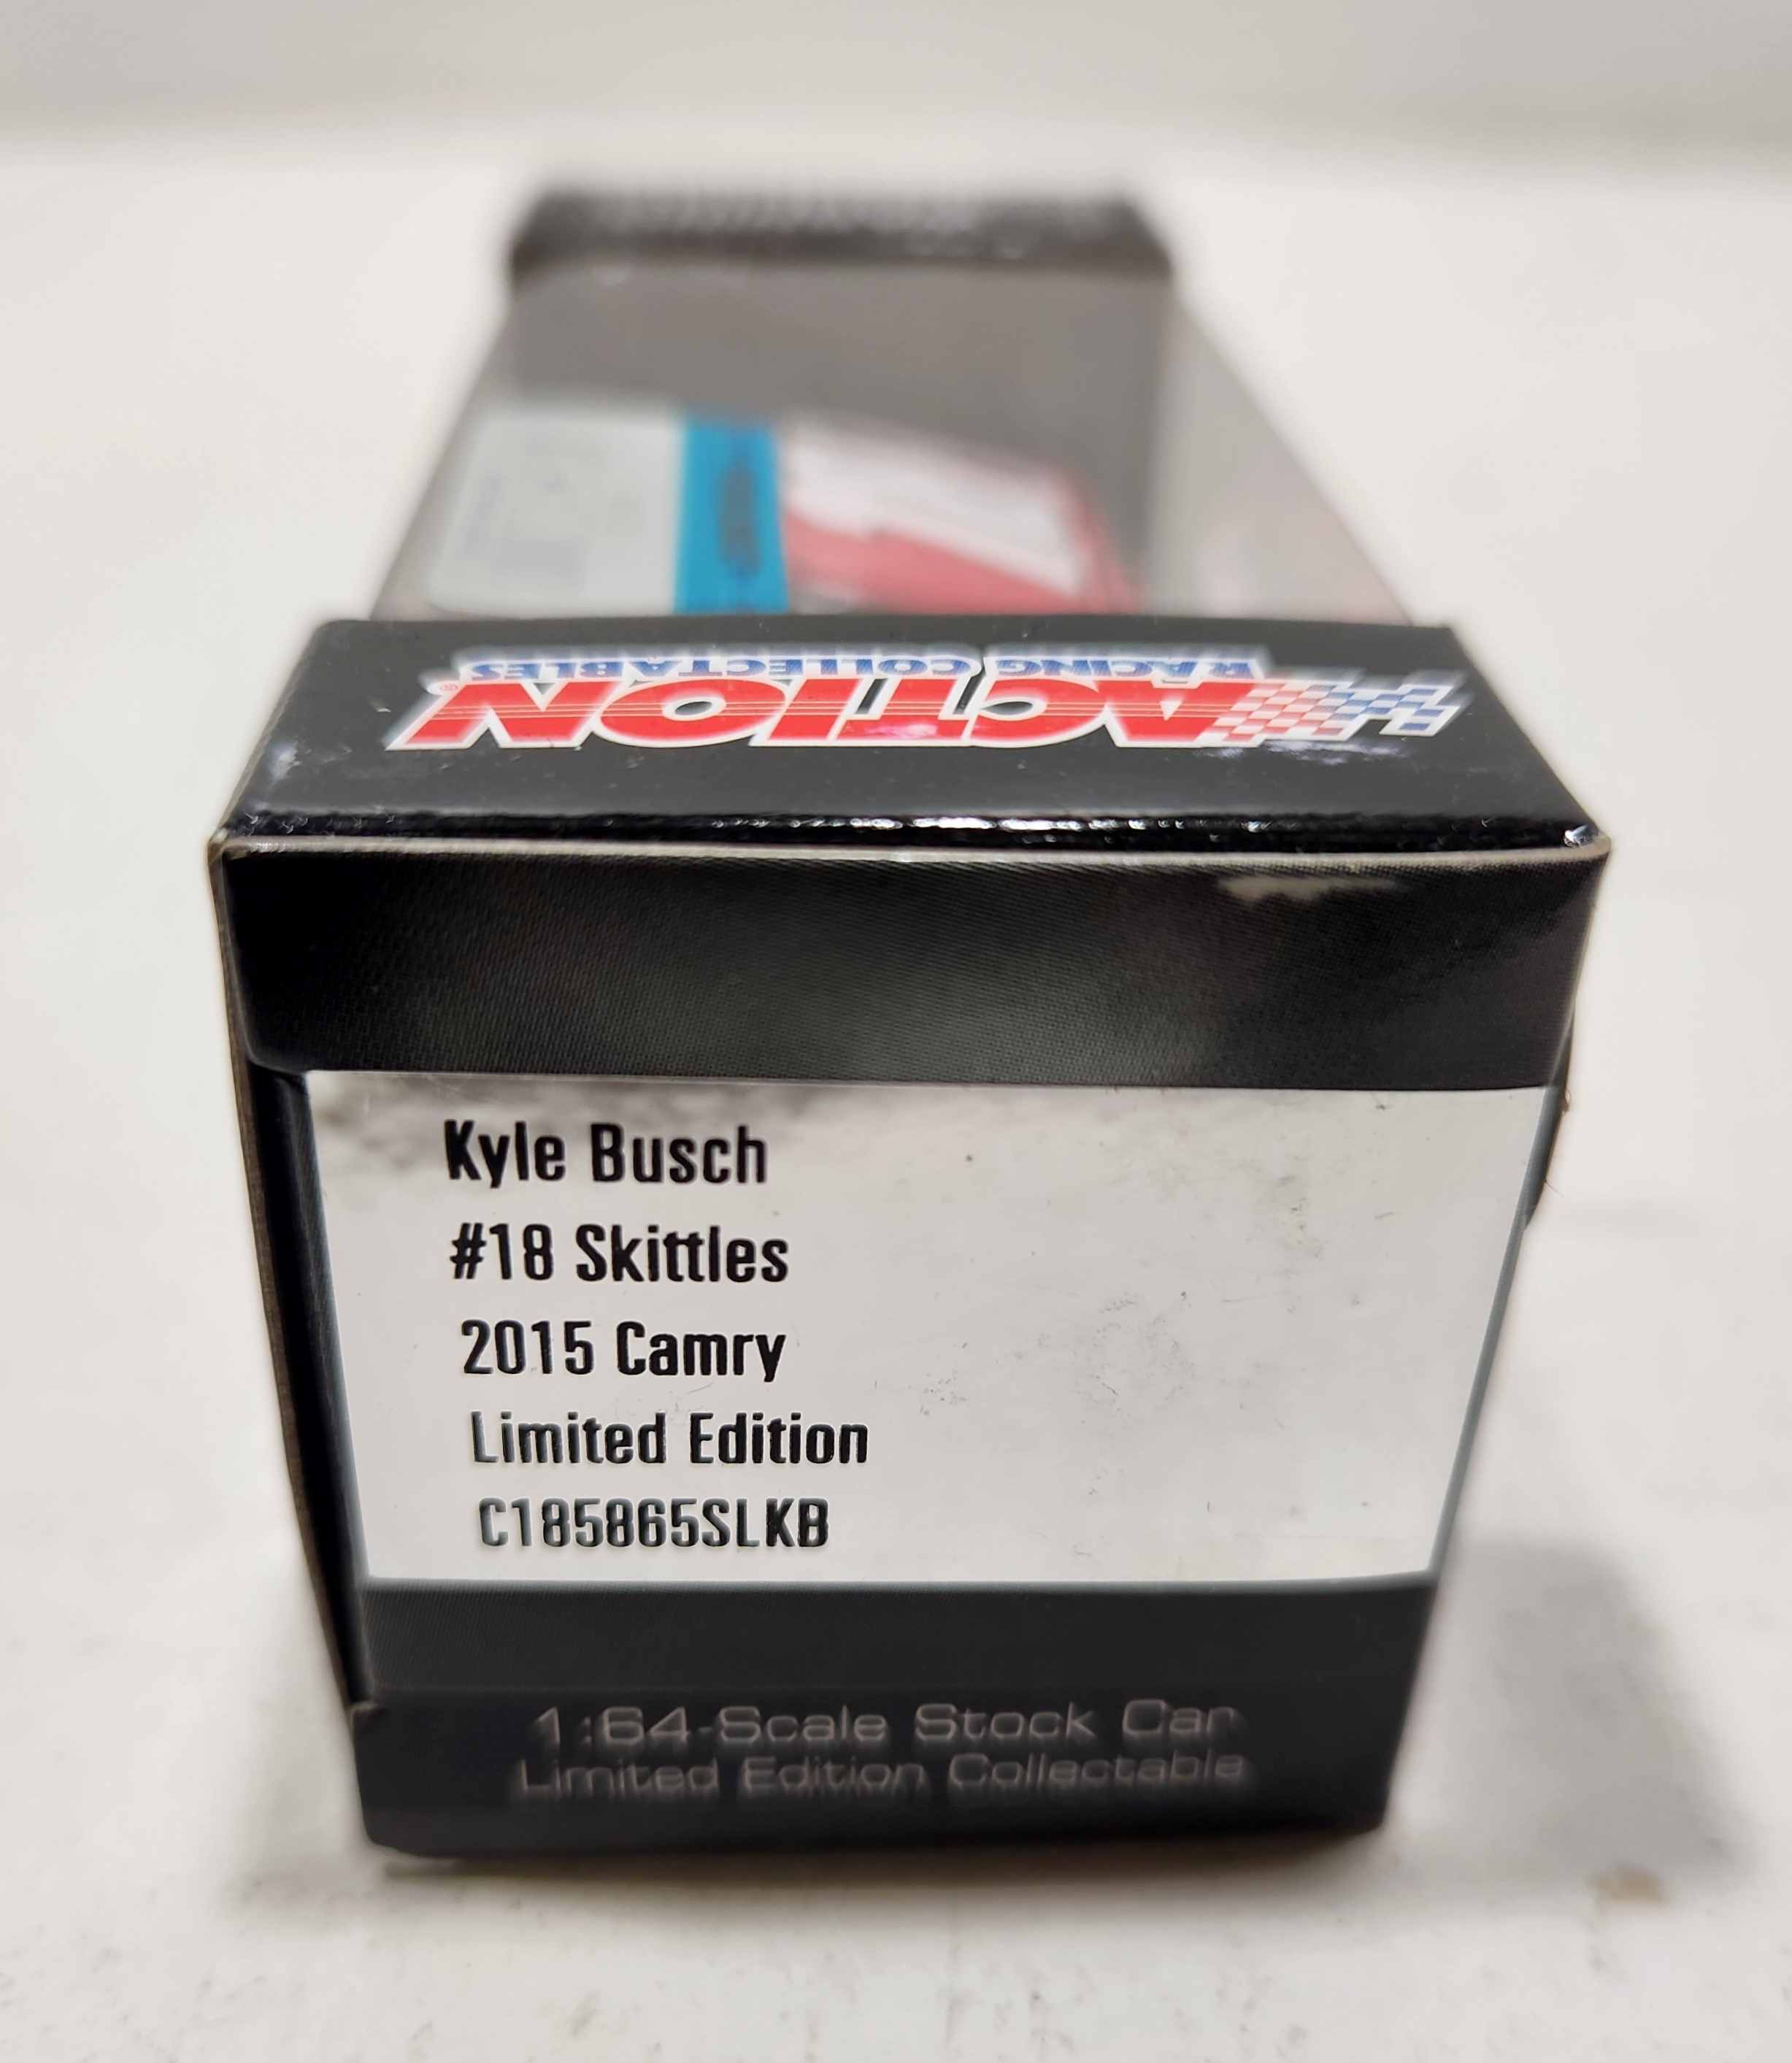 ACTION
RACING COLLECTABLES
Kyle Busch
#18 Skittles
2015 Camry
Limited Edition
C185865SLKB
1:64-Scale Stock Car
Limited Edition Collectable